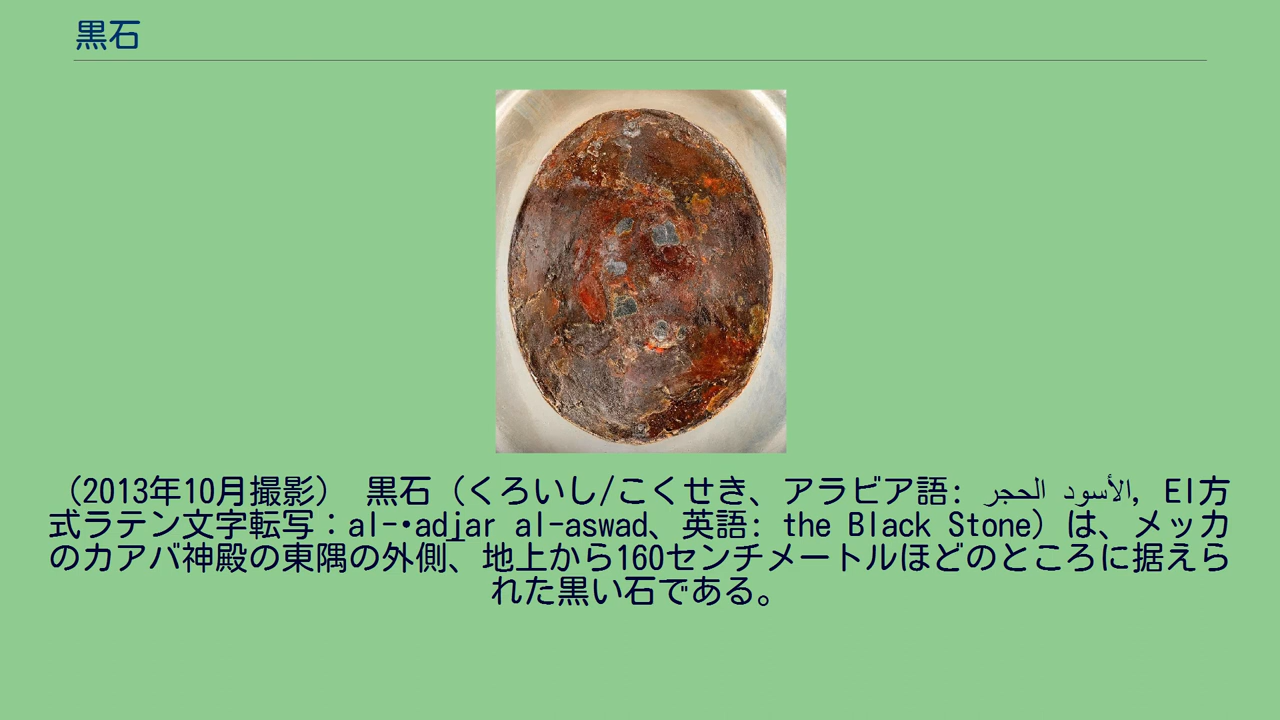 黒石
（2013年10月撮影） 黒石（くろいし/こくせき、アラビア語: الحجر الأسود, EI方
式ラテン文字転写：al-•adjar al-aswad、英語: the Black Stone）は、メッカ
のカアバ神殿の東隅の外側、地上から160センチメートルほどのところに据えら
れた黒い石である。